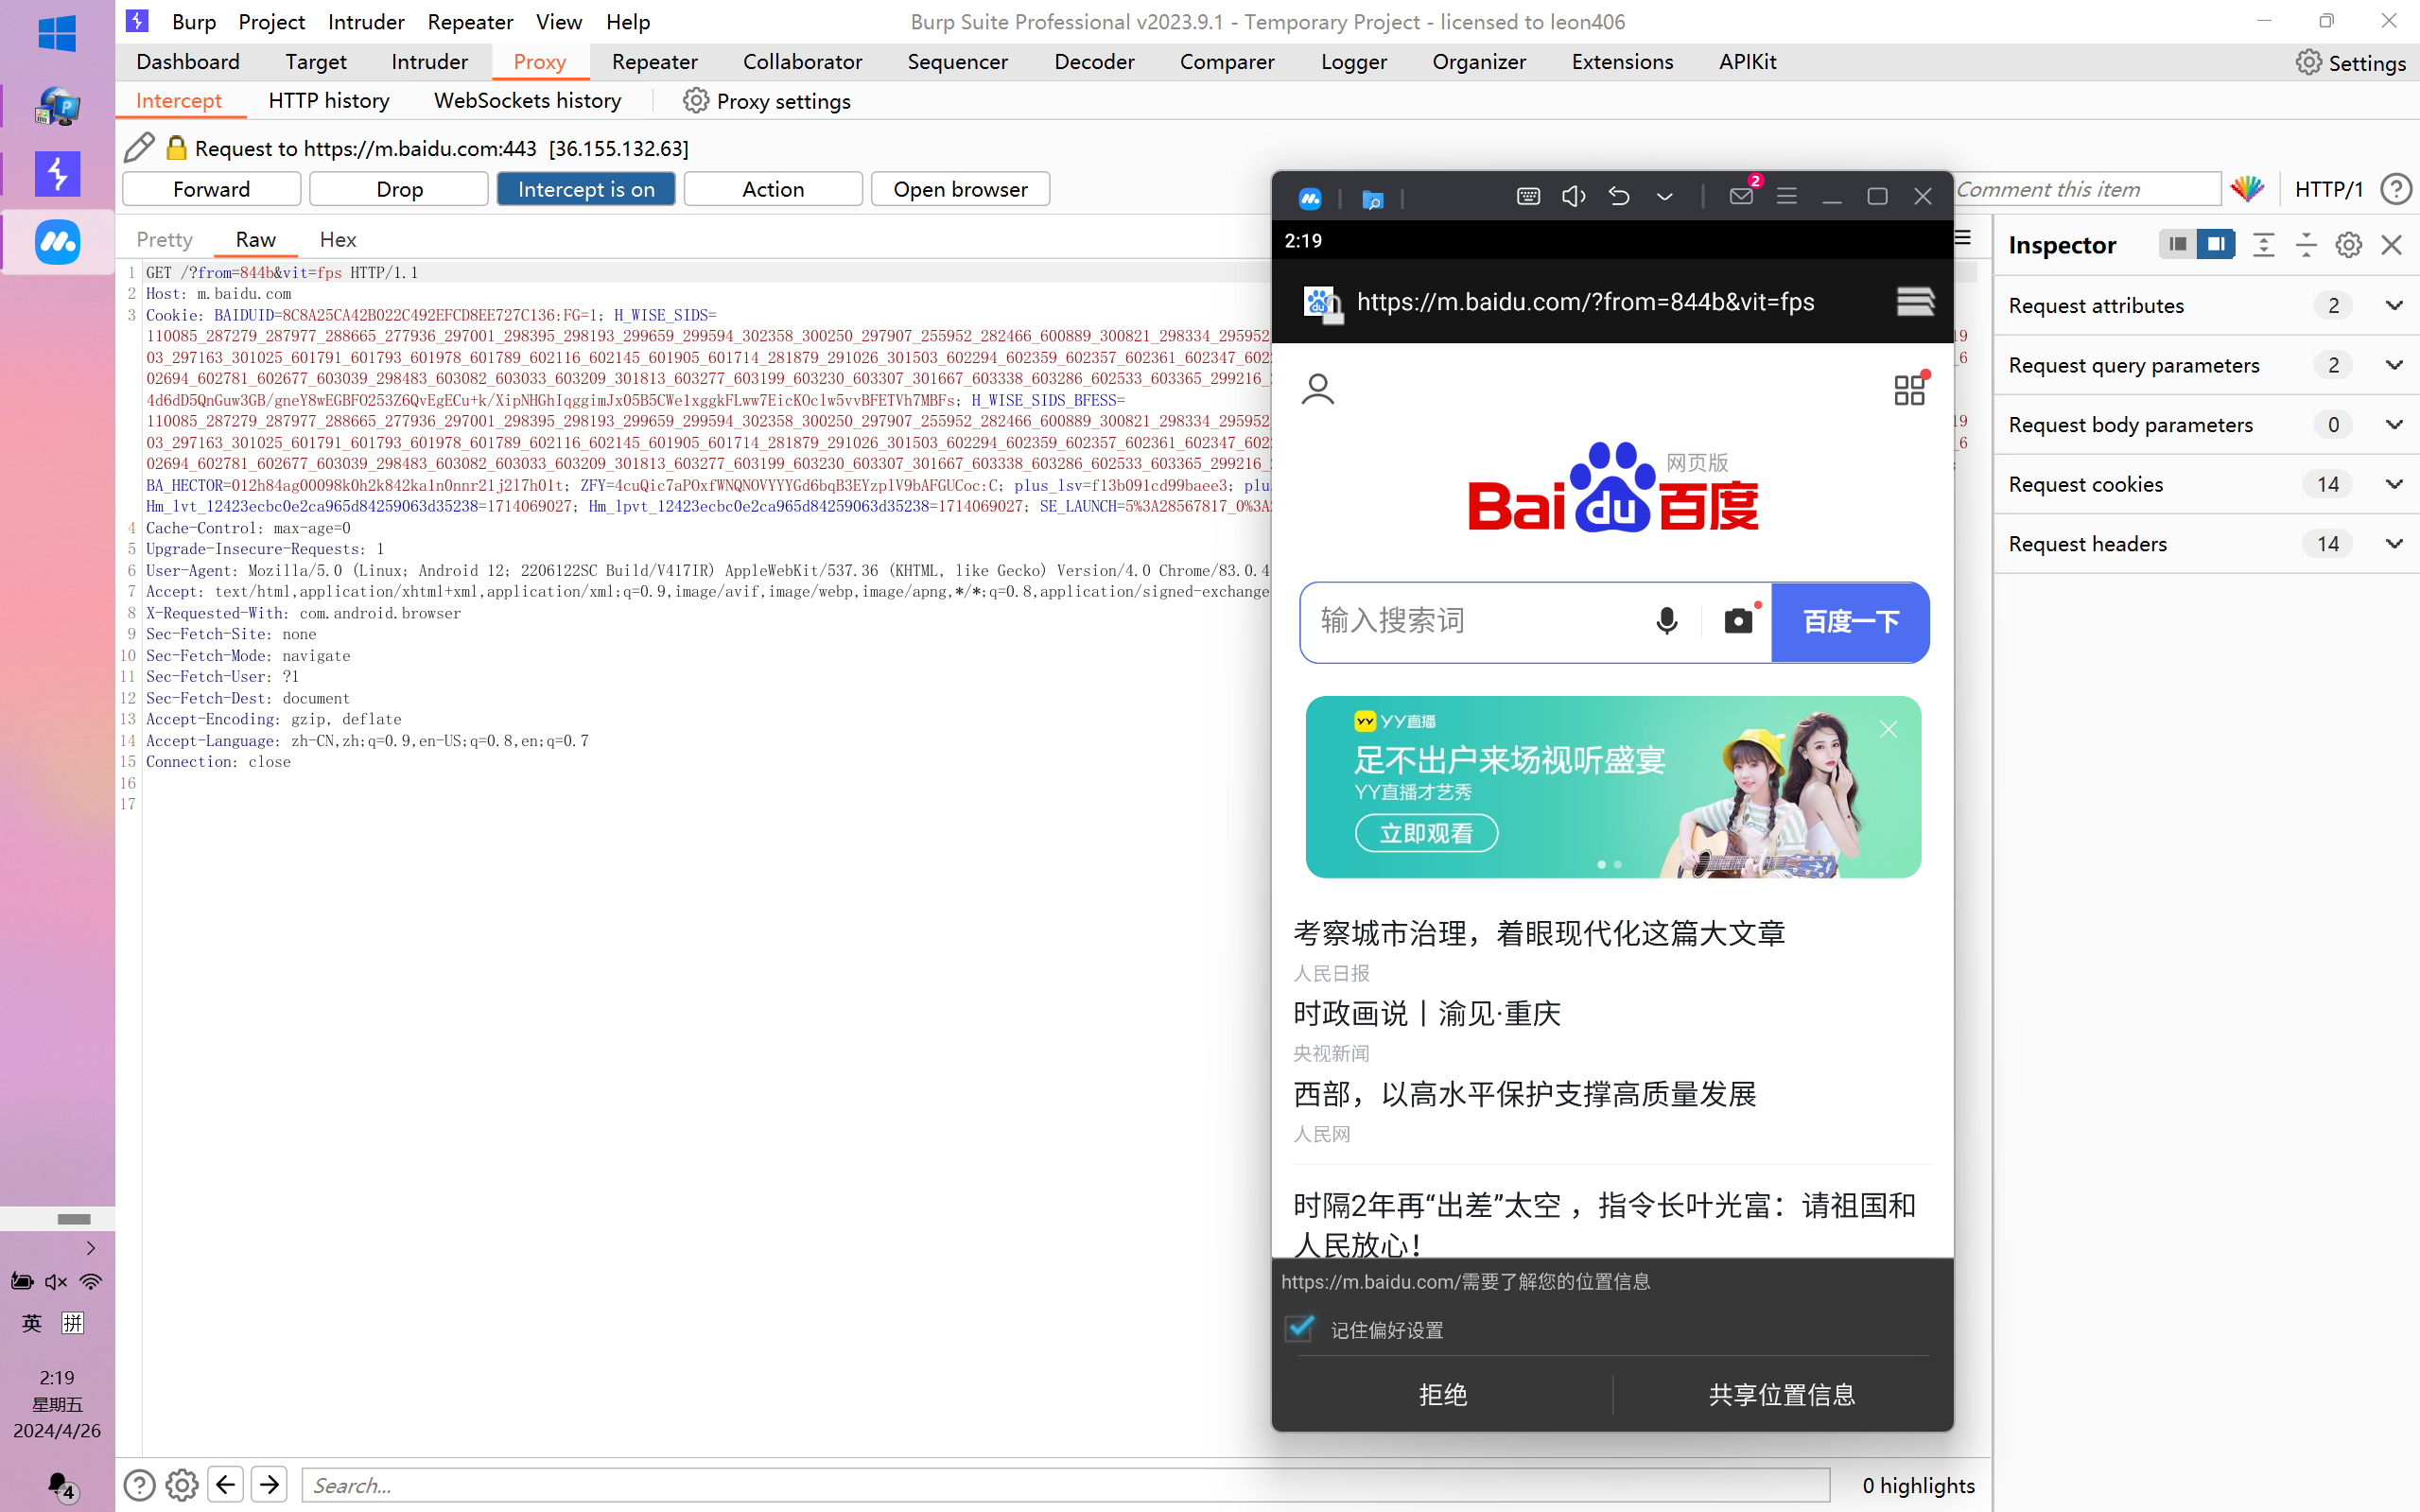 Burp Project Intruder Repeater View Help Burp Suite Professional v2023.9.1 - Temporary Project - licensed to leon406
Dashboard Target Intruder Proxy Repeater Collaborator Sequencer Decoder Comparer Logger Organizer Extensions APIKit Settings
Intercept HTTP history WebSockets history Proxy settings
Request to https://m.baidu.com:443 [36.155.132.63]
Forward Drop Intercept is on Action Open browser Comment this item HTTP/1
Pretty Raw Hex
1 GET /?from=844b&vit=fps HTTP/1.1
2 Host: m.baidu.com
3 Cookie: BAIDUID=8C8A25CA42B022C492EFCD8EE727C136:FG=1; H_WISE_SIDS=
110085_287279_287977_288665_277936_297001_298395_298193_299659_299594_302358_300250_297907_255952_282466_600889_300821_298334_295952 19
03_297163_301025_601791_601793_601978_601789_602116_602145_601905_601714_281879_291026_301503_602294_602359_602357_602361_602347_602 _6
02694_602781_602677_603039_298483_603082_603033_603209_301813_603277_603199_603230_603307_301667_603338_603286_602533_603365_299216_
4d6dD5QnGuw3GB/gneY8wEGBFO253Z6QvEgECu+k/XipNHGhIqggimJxO5B5CWe1xggkFLww7EicKOclw5vvBFETVh7MBFs; H_WISE_SIDS_BFESS=
110085_287279_287977_288665_277936_297001_298395_298193_299659_299594_302358_300250_297907_255952_282466_600889_300821_298334_295952 19
03_297163_301025_601791_601793_601978_601789_602116_602145_601905_601714_281879_291026_301503_602294_602359_602357_602361_602347_602 _6
02694_602781_602677_603039_298483_603082_603033_603209_301813_603277_603199_603230_603307_301667_603338_603286_602533_603365_299216_
BA_HECTOR=012h84ag00098k0h2k842ka1n0nnr21j2l7h01t; ZFY=4cuQic7aPOxfWNQNOVYYYGd6bqB3EYzplV9bAFGUCoc:C; plus_lsv=f13b091cd99baee3; plu
Hm_lvt_12423ecbc0e2ca965d84259063d35238=1714069027; Hm_lpvt_12423ecbc0e2ca965d84259063d35238=1714069027; SE_LAUNCH=5%3A28567817_0%3A
4 Cache-Control: max-age=0
5 Upgrade-Insecure-Requests: 1
6 User-Agent: Mozilla/5.0 (Linux; Android 12; 2206122SC Build/V417IR) AppleWebKit/537.36 (KHTML, like Gecko) Version/4.0 Chrome/83.0.4
7 Accept: text/html,application/xhtml+xml,application/xml;q=0.9,image/avif,image/webp,image/apng,*/*;q=0.8,application/signed-exchange
8 X-Requested-With: com.android.browser
9 Sec-Fetch-Site: none
10 Sec-Fetch-Mode: navigate
11 Sec-Fetch-User: ?1
12 Sec-Fetch-Dest: document
13 Accept-Encoding: gzip, deflate
14 Accept-Language: zh-CN,zh;q=0.9,en-US;q=0.8,en;q=0.7
15 Connection: close
16
17
2
2:19
https://m.baidu.com/?from=844b&vit=fps
网页版
Bai du 百度
输入搜索词 百度一下
YY直播
足不出户来场视听盛宴
YY直播才艺秀
立即观看
考察城市治理，着眼现代化这篇大文章
人民日报
时政画说丨渝见·重庆
央视新闻
西部，以高水平保护支撑高质量发展
人民网
时隔2年再“出差”太空 ，指令长叶光富：请祖国和
人民放心！
https://m.baidu.com/需要了解您的位置信息
记住偏好设置
拒绝 共享位置信息
Inspector
Request attributes 2
Request query parameters 2
Request body parameters 0
Request cookies 14
Request headers 14
Search... 0 highlights
英 拼
2:19
星期五
2024/4/26
4